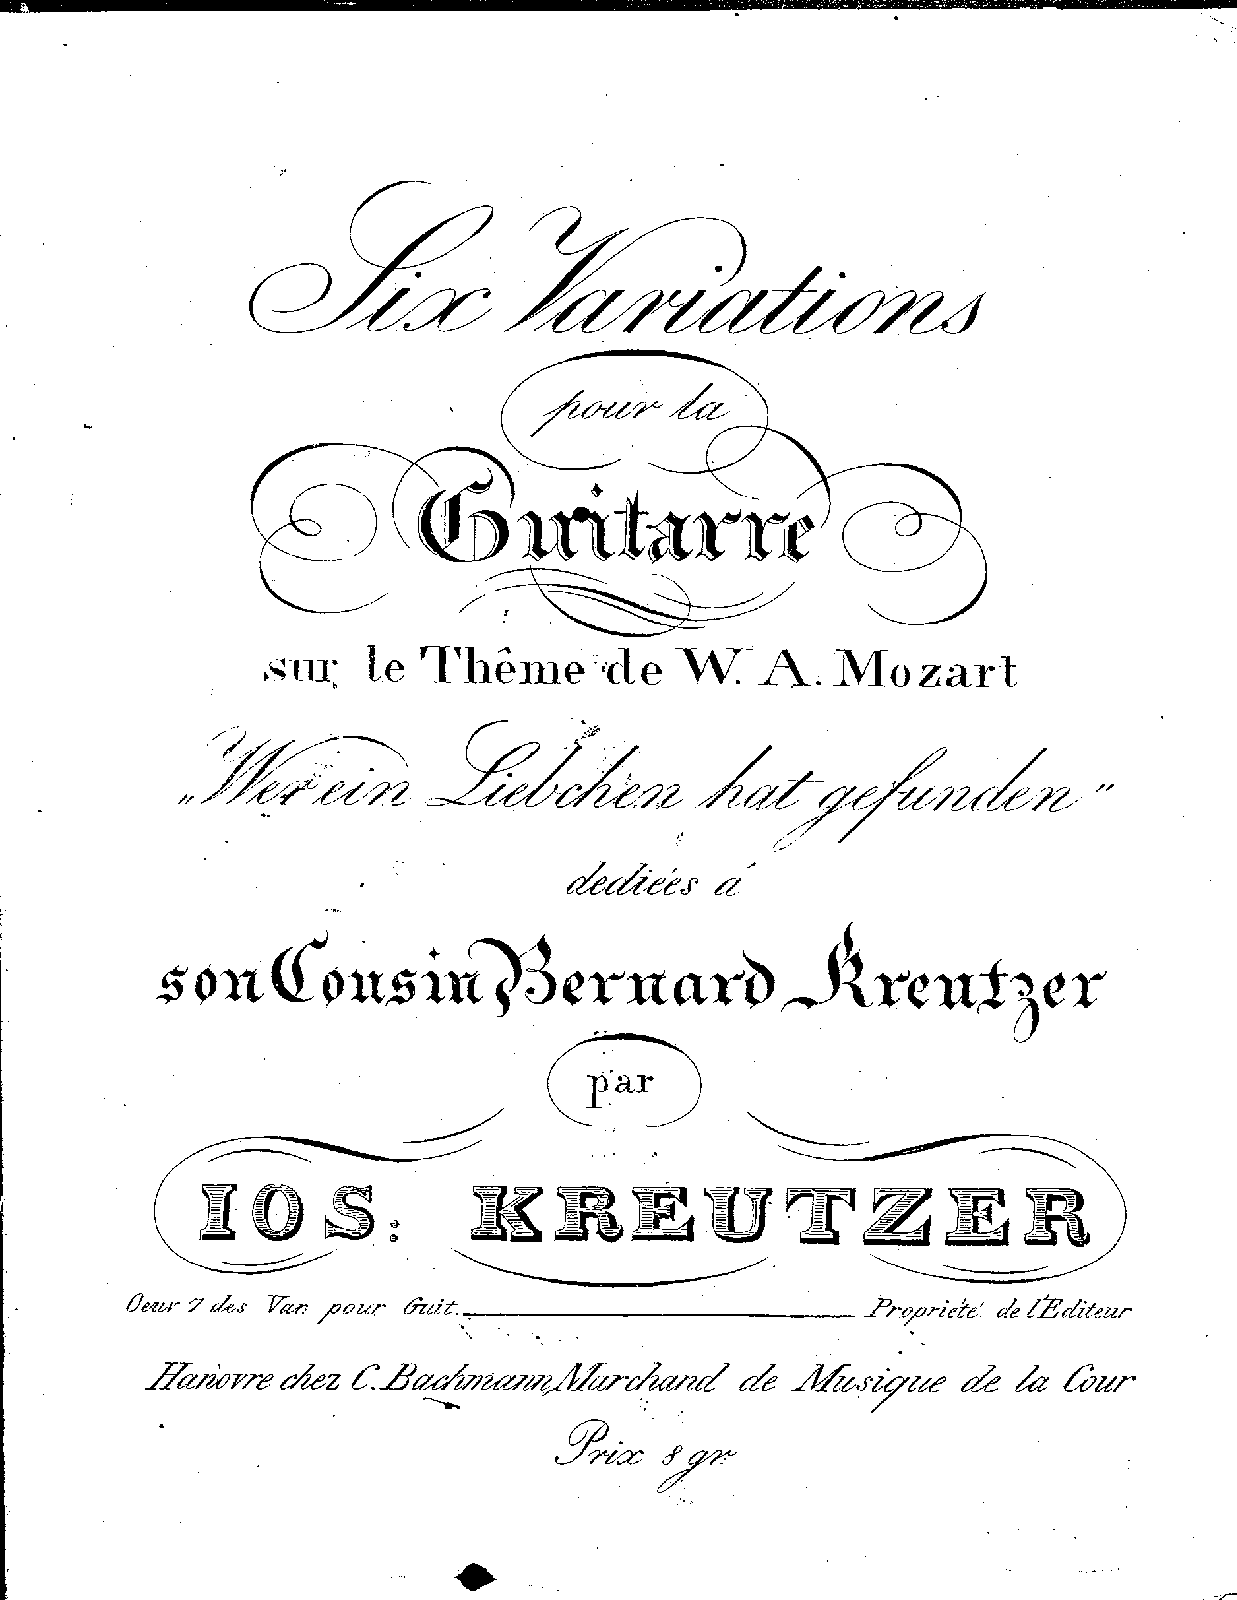 Six Variations
pour la
Guitarre
sur le Thême de W. A. Mozart
„Wer ein Liebchen hat gefunden“
dediées á
son Cousin Bernard Kreutzer
par
IOS: KREUTZER
Oeuv 7 des Var. pour Guit. Propriété de l'Editeur
Hanovre chez C. Bachmann, Marchand de Musique de la Cour
Prix 8 gr.